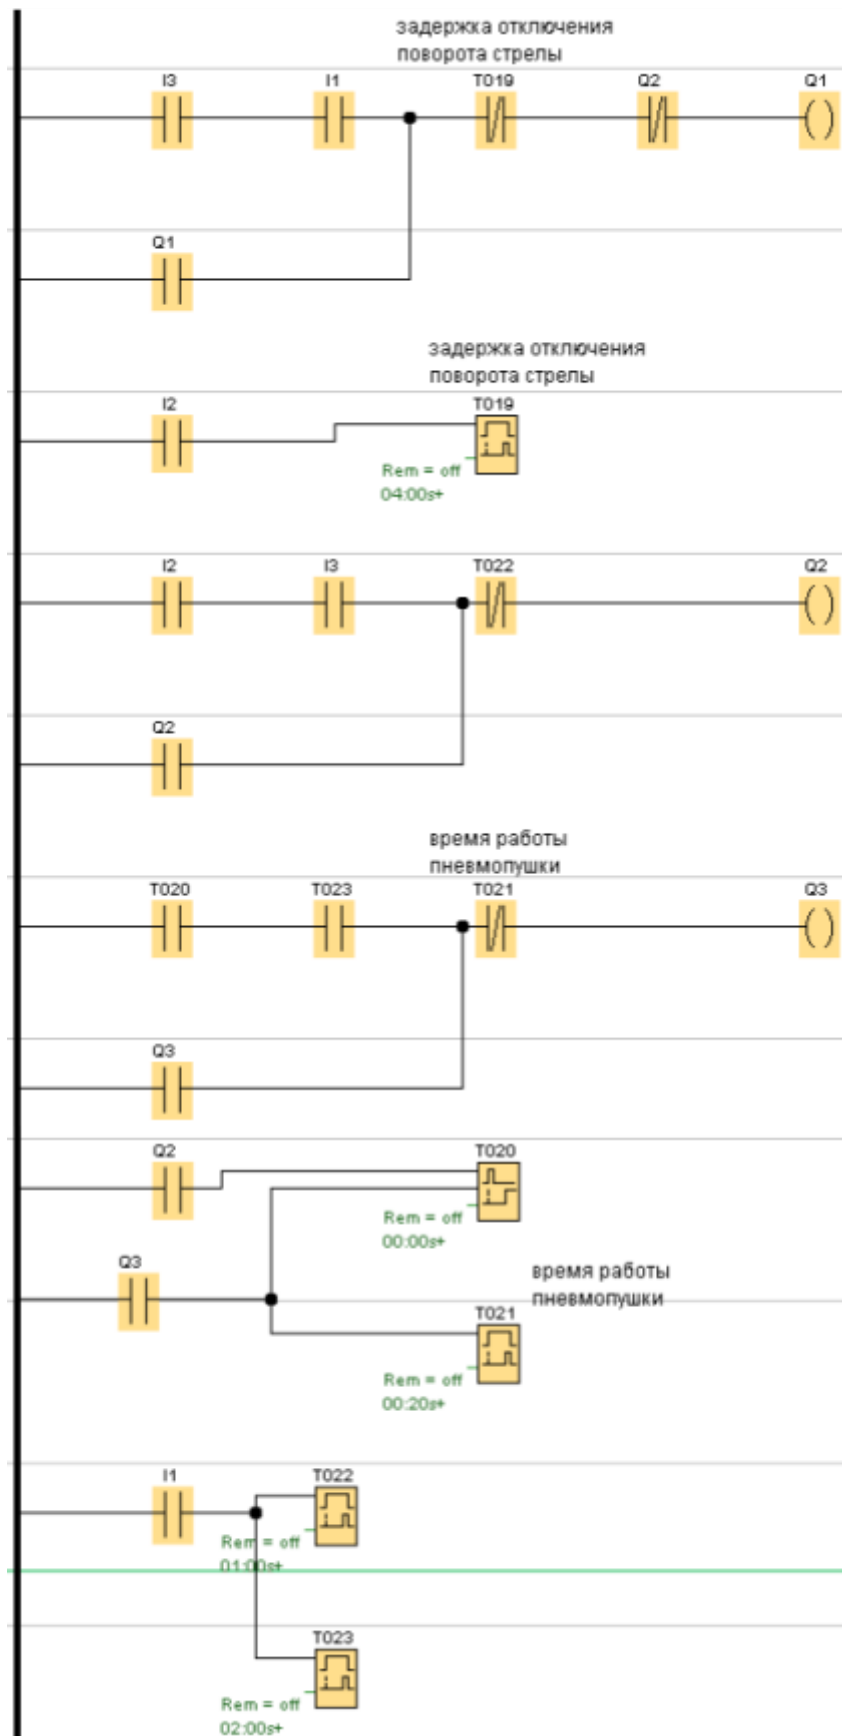 задержка отключения
поворота стрелы
I3 I1 T019 Q2 Q1
Q1
задержка отключения
поворота стрелы
I2 T019
Rem = off
04:00s+
I2 I3 T022 Q2
Q2
время работы
пневмопушки
T020 T023 T021 Q3
Q3
Q2 T020
Rem = off
00:00s+
Q3
время работы
пневмопушки
T021
Rem = off
00:20s+
I1 T022
Rem = off
01:00s+
T023
Rem = off
02:00s+